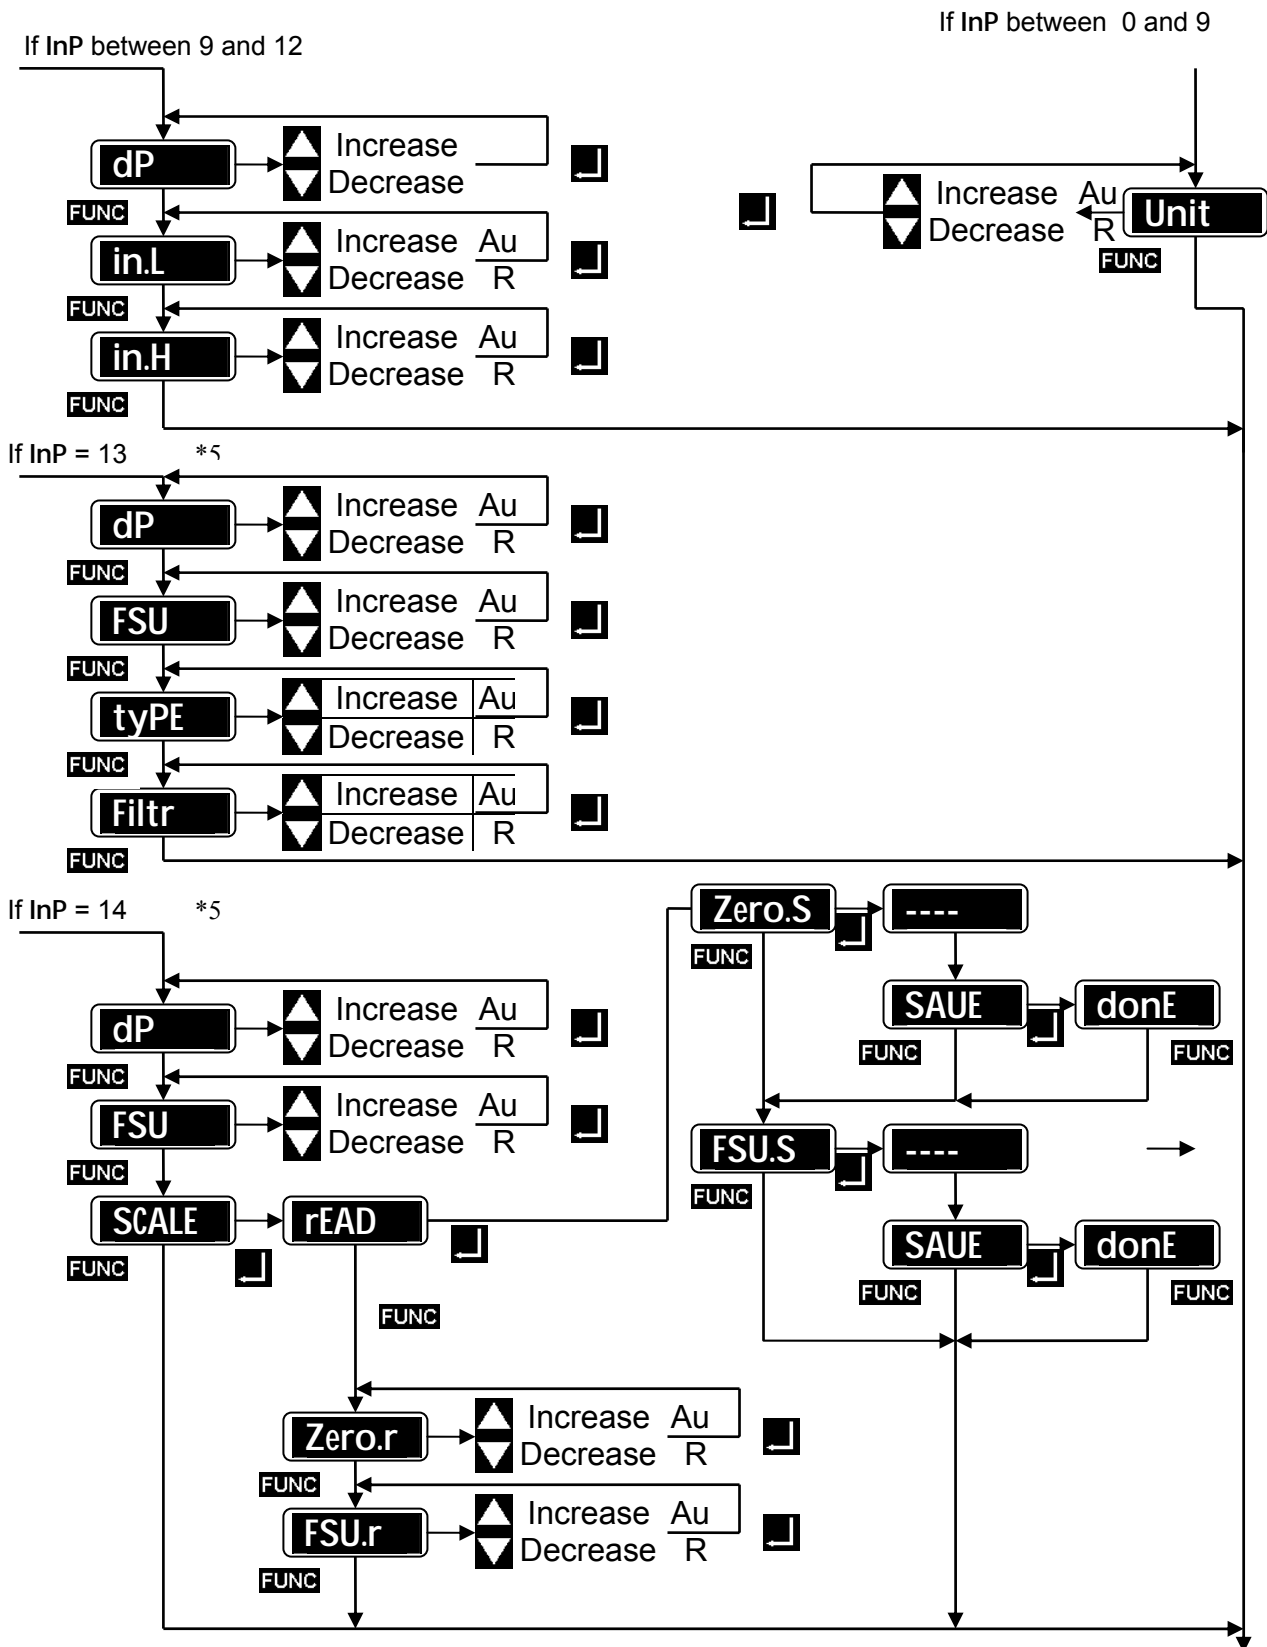 If InP between 0 and 9
If InP between 9 and 12
dP
Increase
Decrease
FUNC
in.L
Increase Au
Decrease R
FUNC
in.H
Increase Au
Decrease R
FUNC
Increase Au
Decrease R
Unit
FUNC
If InP = 13 *5
dP
Increase Au
Decrease R
FUNC
FSU
Increase Au
Decrease R
FUNC
tyPE
Increase Au
Decrease R
FUNC
Filtr
Increase Au
Decrease R
FUNC
If InP = 14 *5
dP
Increase Au
Decrease R
FUNC
FSU
Increase Au
Decrease R
FUNC
SCALE
FUNC
rEAD
FUNC
Zero.S
FUNC
----
SAUE
FUNC
donE
FUNC
FSU.S
FUNC
----
SAUE
FUNC
donE
FUNC
Zero.r
Increase Au
Decrease R
FUNC
FSU.r
Increase Au
Decrease R
FUNC